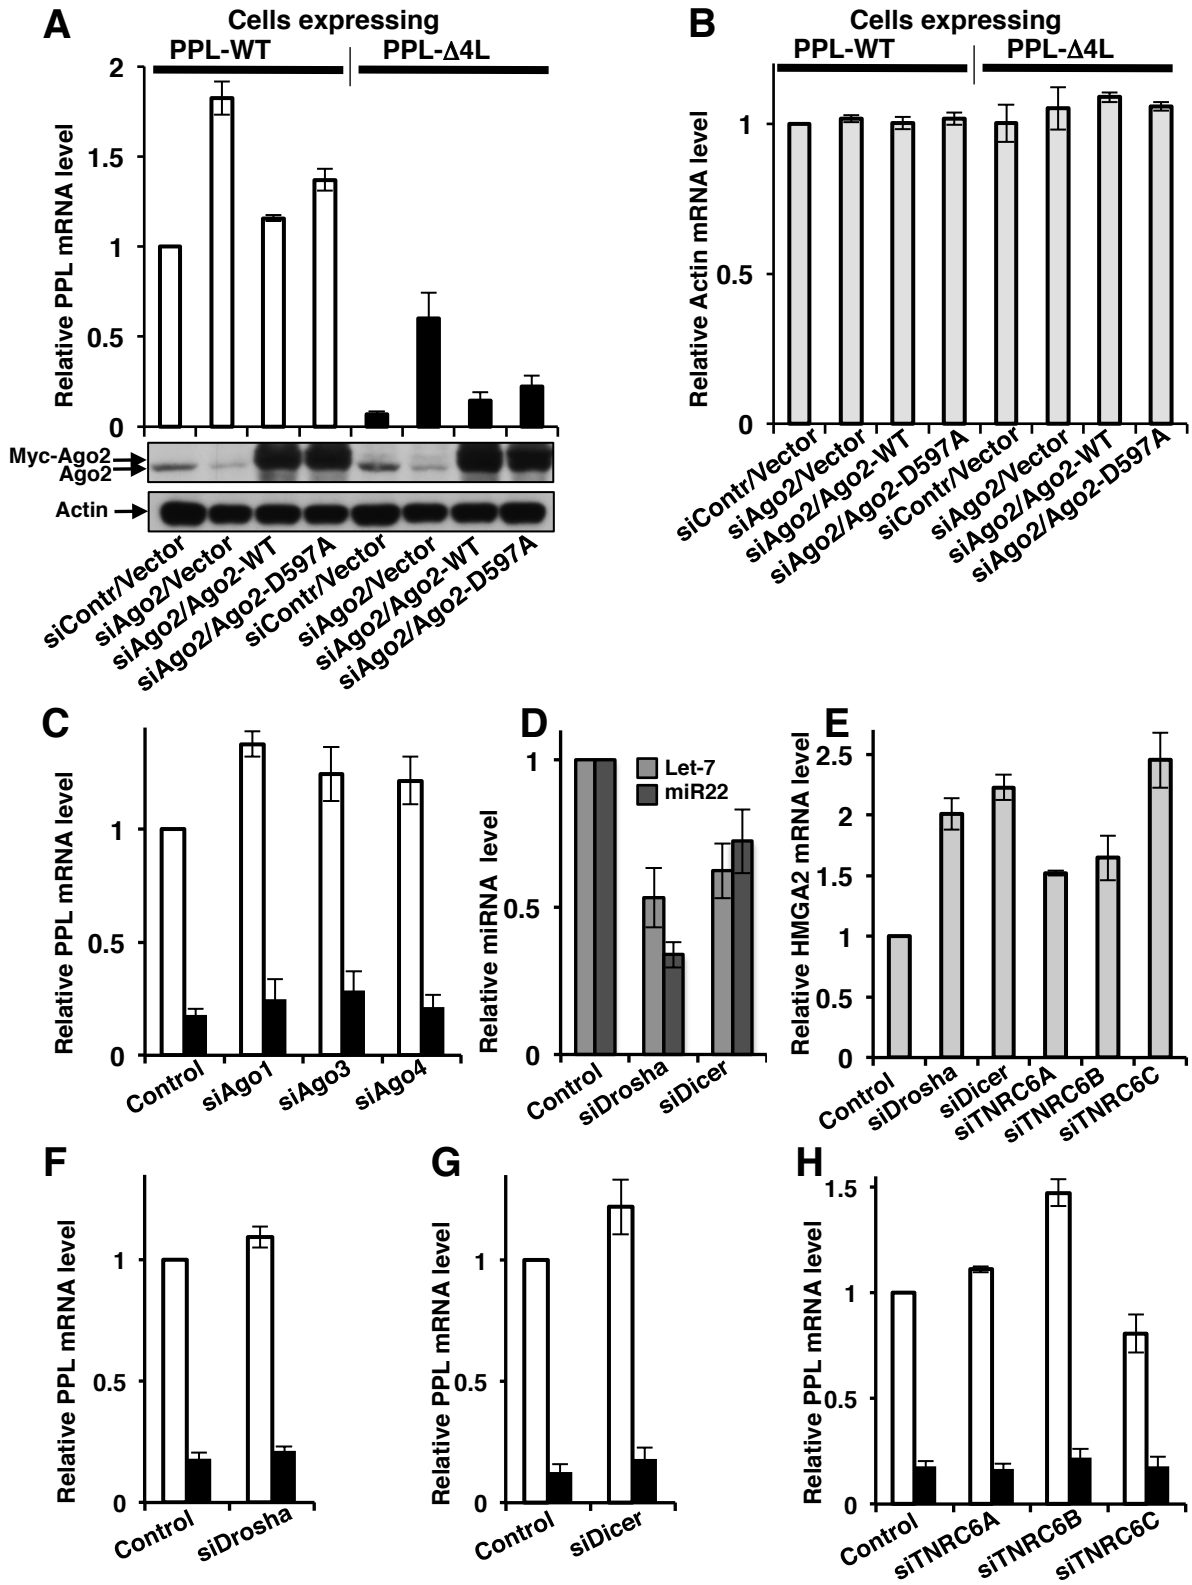 A
Cells expressing
PPL-WT
PPL-Δ4L
Relative PPL mRNA level
2
1.5
1
0.5
0
Myc-Ago2
Ago2
Actin
siContr/Vector
siAgo2/Vector
siAgo2/Ago2-WT
siAgo2/Ago2-D597A
siContr/Vector
siAgo2/Vector
siAgo2/Ago2-WT
siAgo2/Ago2-D597A
B
Cells expressing
PPL-WT
PPL-Δ4L
Relative Actin mRNA level
1
0.5
0
siContr/Vector
siAgo2/Vector
siAgo2/Ago2-WT
siAgo2/Ago2-D597A
siContr/Vector
siAgo2/Vector
siAgo2/Ago2-WT
siAgo2/Ago2-D597A
C
Relative PPL mRNA level
1
0.5
0
Control
siAgo1
siAgo3
siAgo4
D
Relative miRNA level
1
0.5
0
Let-7
miR22
Control
siDrosha
siDicer
E
Relative HMGA2 mRNA level
2.5
2
1.5
1
0.5
0
Control
siDrosha
siDicer
siTNRC6A
siTNRC6B
siTNRC6C
F
Relative PPL mRNA level
1
0.5
0
Control
siDrosha
G
Relative PPL mRNA level
1
0.5
0
Control
siDicer
H
Relative PPL mRNA level
1.5
1
0.5
0
Control
siTNRC6A
siTNRC6B
siTNRC6C